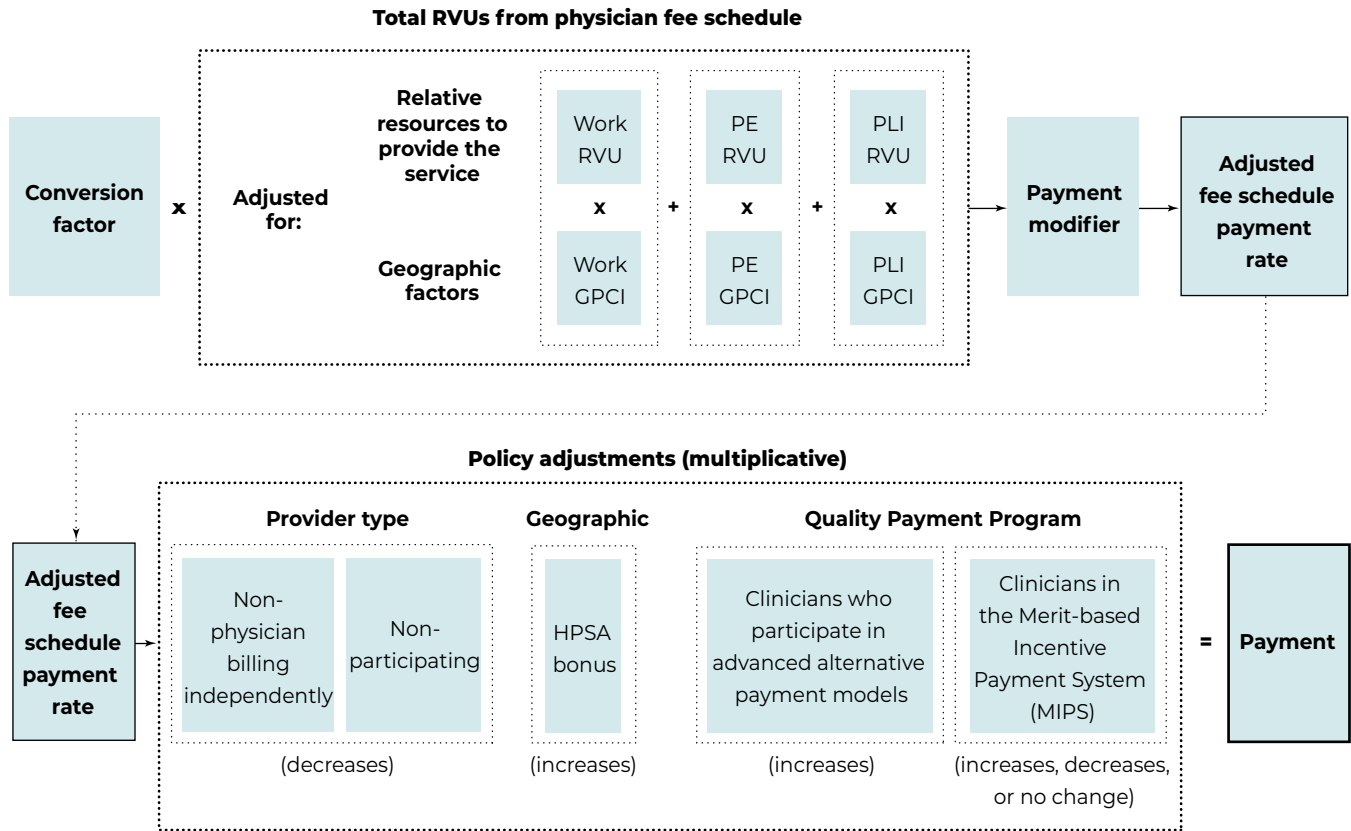 Total RVUs from physician fee schedule
Conversion
factor
x
Adjusted
for:
Relative
resources to
provide the
service
Geographic
factors
Work
RVU
x
Work
GPCI
+
PE
RVU
x
PE
GPCI
+
PLI
RVU
x
PLI
GPCI
Payment
modifier
Adjusted
fee schedule
payment
rate
Policy adjustments (multiplicative)
Adjusted
fee
schedule
payment
rate
Provider type
Non-
physician
billing
independently
Non-
participating
(decreases)
Geographic
HPSA
bonus
(increases)
Quality Payment Program
Clinicians who
participate in
advanced alternative
payment models
(increases)
Clinicians in
the Merit-based
Incentive
Payment System
(MIPS)
(increases, decreases,
or no change)
=
Payment